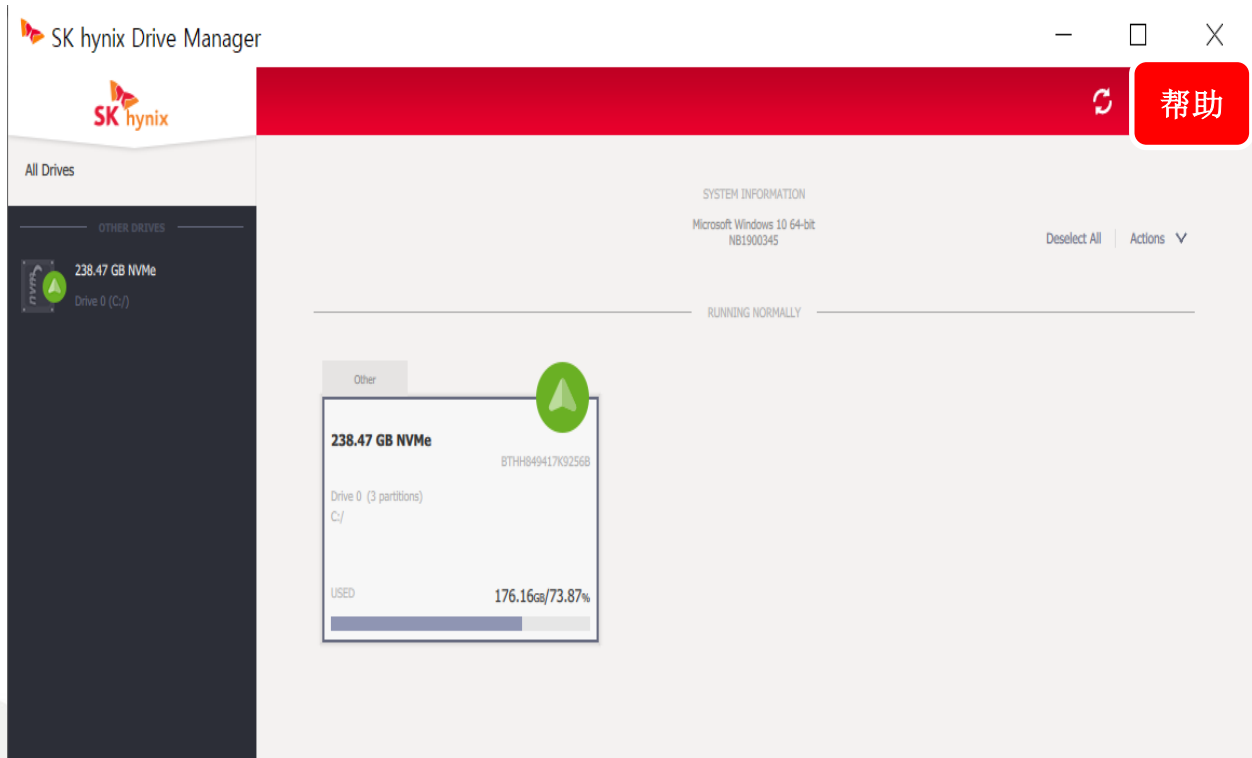 SK hynix Drive Manager
SK hynix
帮助
All Drives
OTHER DRIVES
nvm
238.47 GB NVMe
Drive 0 (C:/)
SYSTEM INFORMATION
Microsoft Windows 10 64-bit
NB1900345
Deselect All
Actions
RUNNING NORMALLY
Other
238.47 GB NVMe
BTHH849417K9256B
Drive 0 (3 partitions)
C:/
USED
176.16GB/73.87%